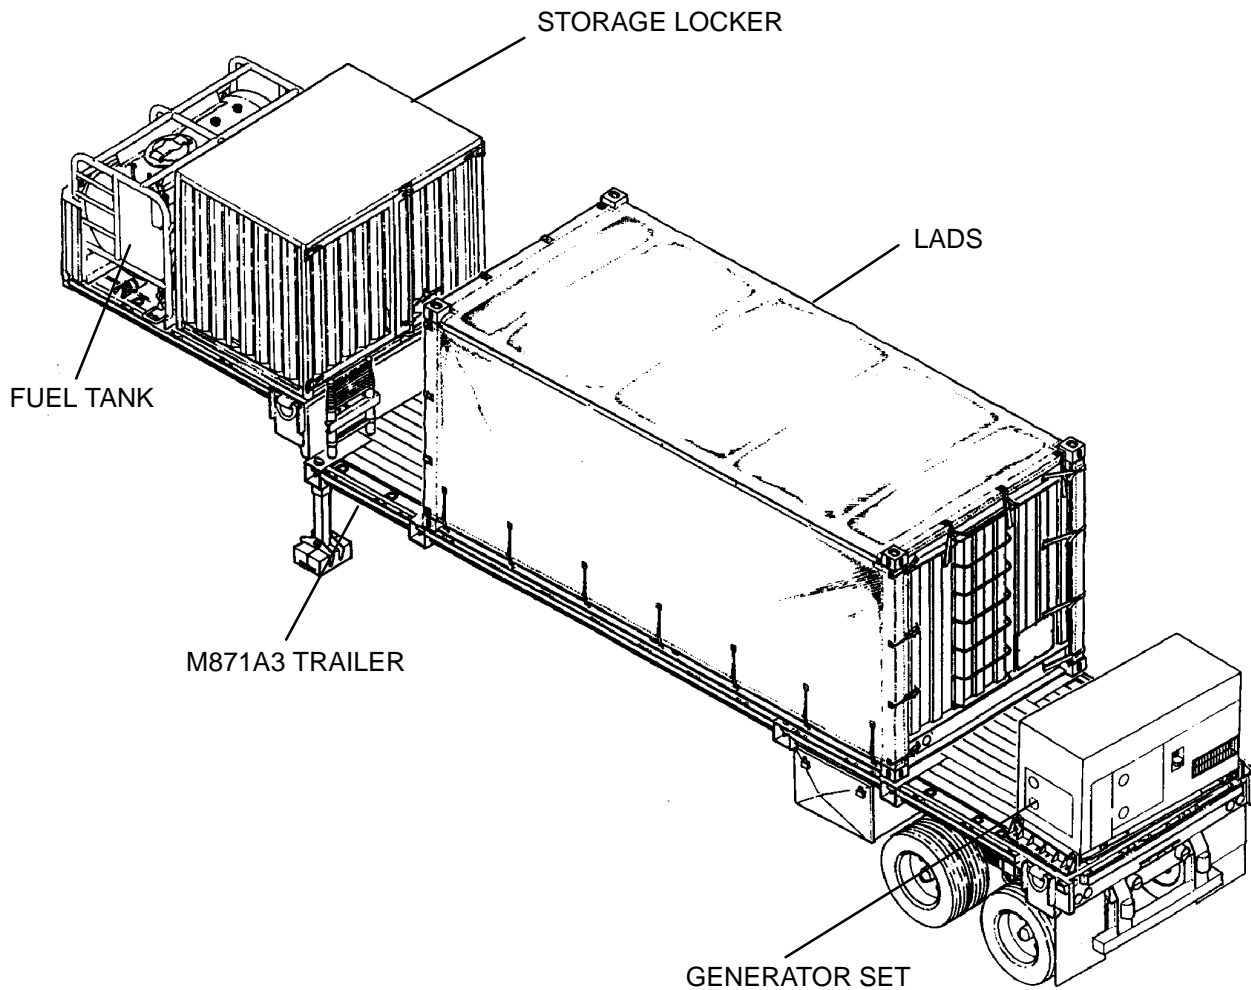 STORAGE LOCKER
LADS
FUEL TANK
M871A3 TRAILER
GENERATOR SET